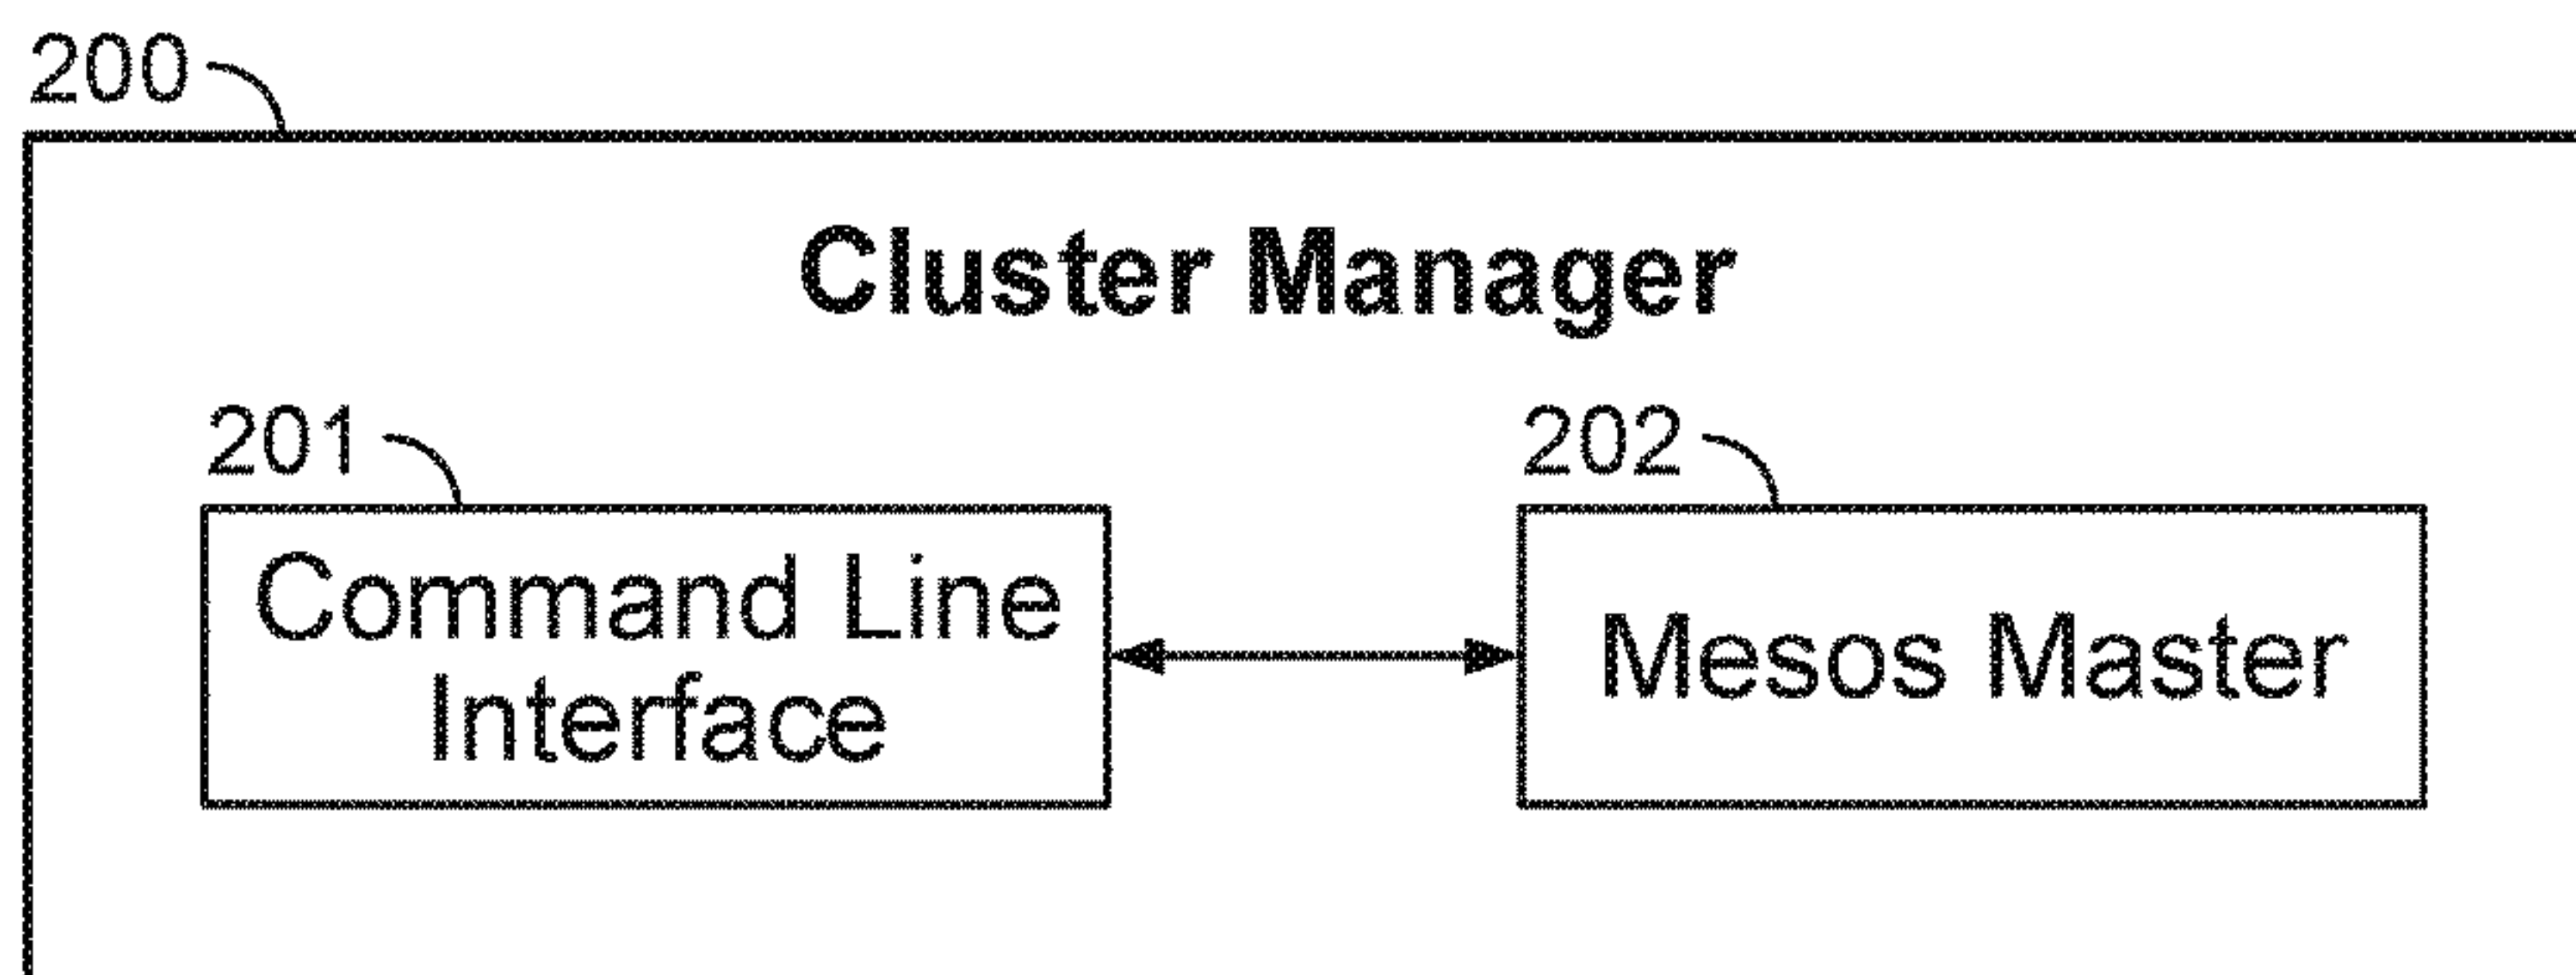 200
Cluster Manager
201
202
Command Line
Interface
Mesos Master